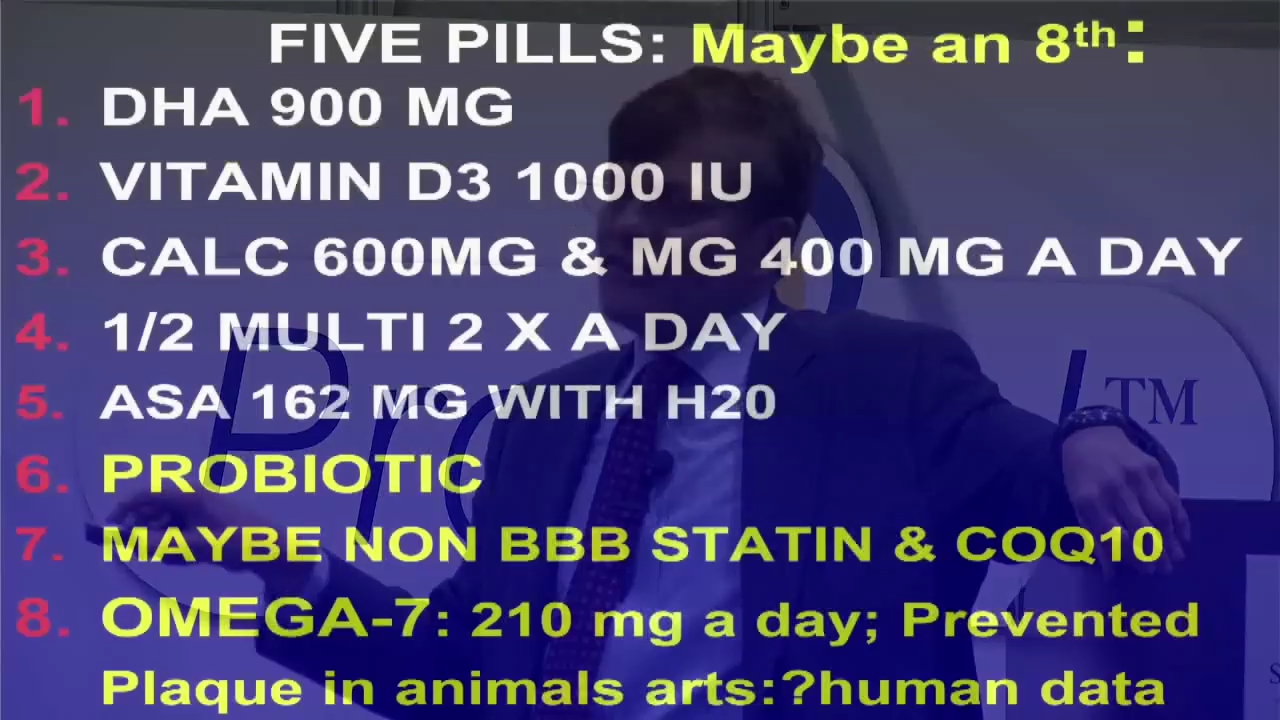 FIVE PILLS: Maybe an 8th:
1. DHA 900 MG
2. VITAMIN D3 1000 IU
3. CALC 600MG & MG 400 MG A DAY
4. 1/2 MULTI 2 X A DAY
5. ASA 162 MG WITH H20
6. PROBIOTIC
7. MAYBE NON BBB STATIN & COQ10
8. OMEGA-7: 210 mg a day; Prevented
Plaque in animals arts:?human data
TM